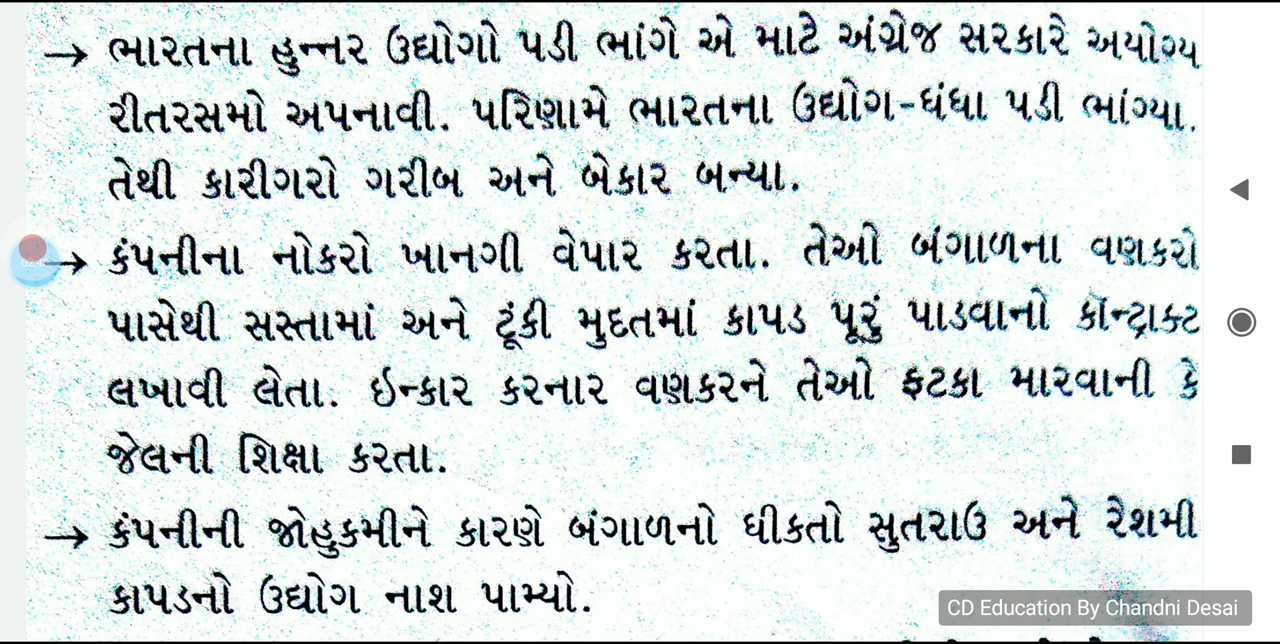 → ભારતના હુન્નર ઉદ્યોગો પડી ભાંગે એ માટે અંગ્રેજ સરકારે અયોગ્ય
રીતરસમો અપનાવી. પરિણામે ભારતના ઉદ્યોગ-ધંધા પડી ભાંગ્યા.
તેથી કારીગરો ગરીબ અને બેકાર બન્યા.
→ કંપનીના નોકરો ખાનગી વેપાર કરતા. તેઓ બંગાળના વણકરો
પાસેથી સસ્તામાં અને ટૂંકી મુદતમાં કાપડ પૂરું પાડવાનો કૉન્ટ્રાક્ટ
લખાવી લેતા. ઇન્કાર કરનાર વણકરને તેઓ ફટકા મારવાની કે
જેલની શિક્ષા કરતા.
→ કંપનીની જોહુકમીને કારણે બંગાળનો ધીકતો સુતરાઉ અને રેશમી
કાપડનો ઉદ્યોગ નાશ પામ્યો.
CD Education By Chandni Desai